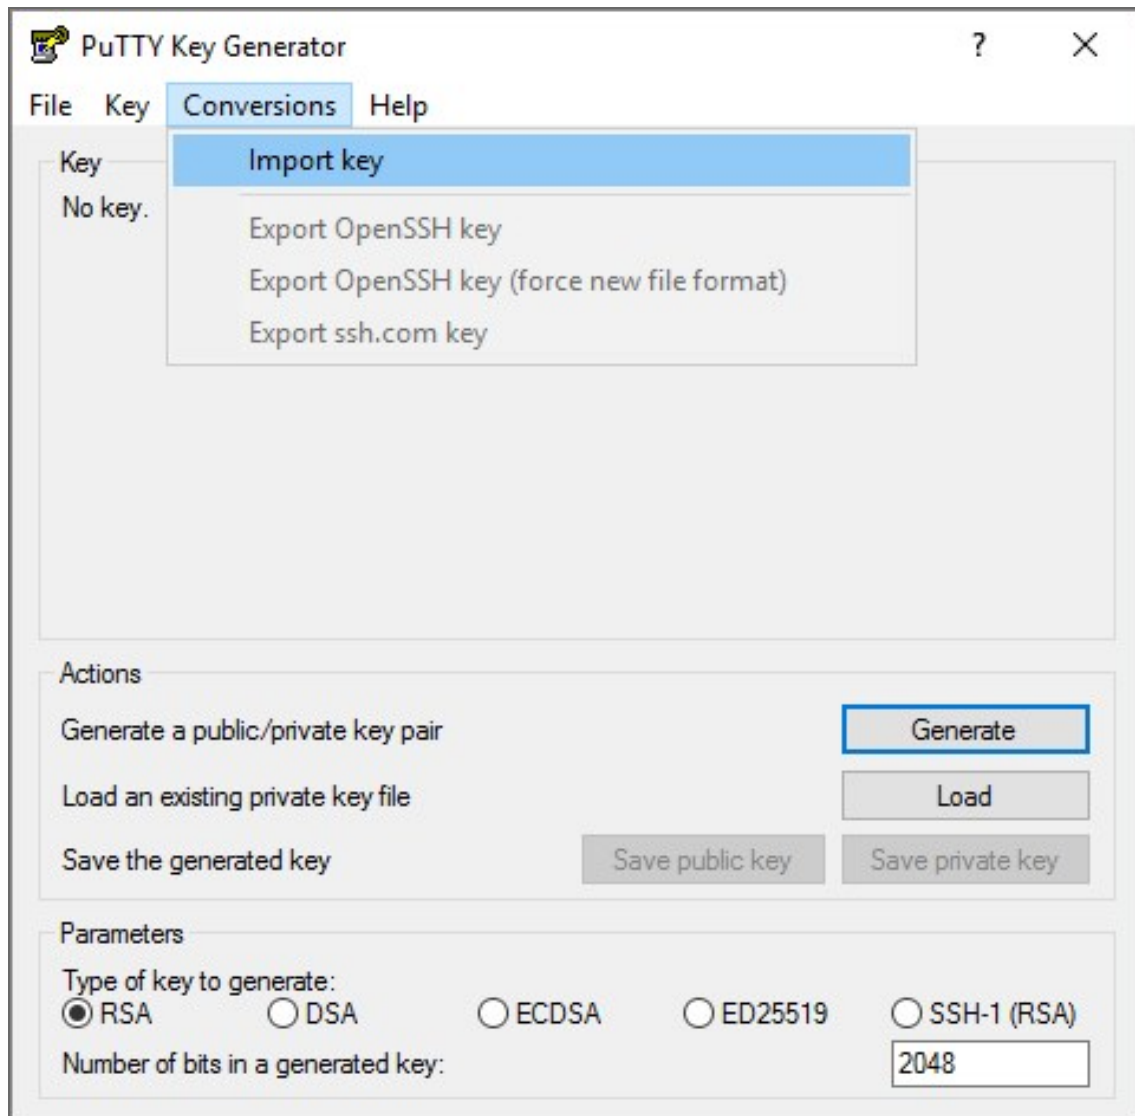 PuTTY Key Generator ? ×
File Key Conversions Help
Import key
Export OpenSSH key
Export OpenSSH key (force new file format)
Export ssh.com key
Key
No key.
Actions
Generate a public/private key pair Generate
Load an existing private key file Load
Save the generated key Save public key Save private key
Parameters
Type of key to generate:
RSA DSA ECDSA ED25519 SSH-1 (RSA)
Number of bits in a generated key: 2048